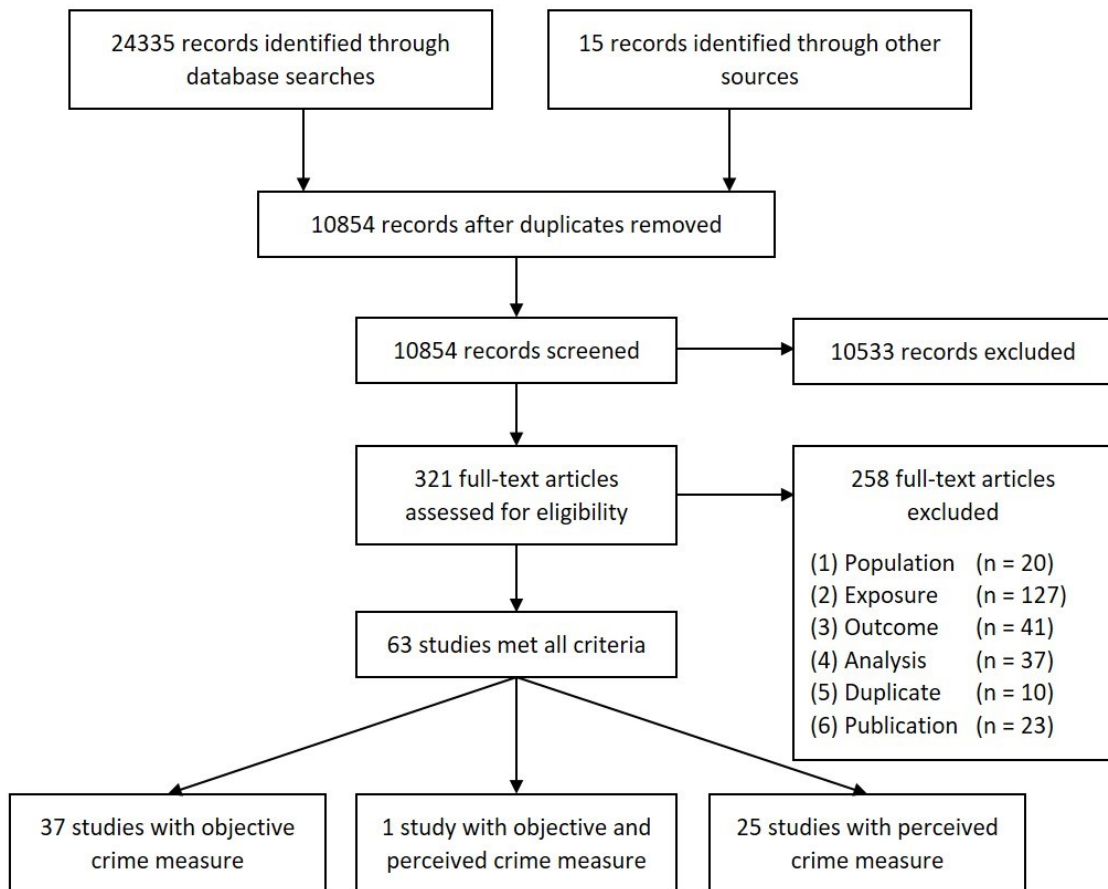 24335 records identified through
database searches
15 records identified through other
sources
10854 records after duplicates removed
10854 records screened
10533 records excluded
321 full-text articles
assessed for eligibility
258 full-text articles
excluded
(1) Population (n = 20)
(2) Exposure (n = 127)
(3) Outcome (n = 41)
(4) Analysis (n = 37)
(5) Duplicate (n = 10)
(6) Publication (n = 23)
63 studies met all criteria
37 studies with objective
crime measure
1 study with objective and
perceived crime measure
25 studies with perceived
crime measure